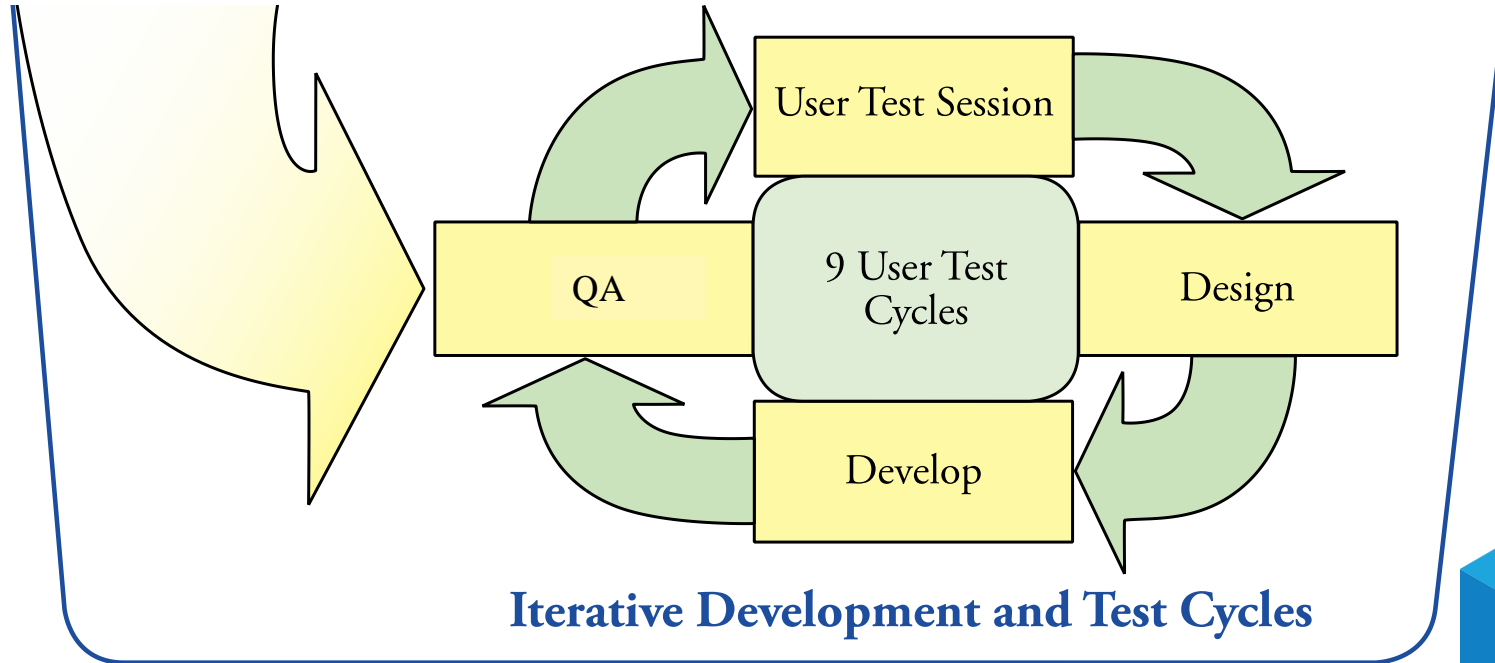 User Test Session
QA
9 User Test
Cycles
Design
Develop
Iterative Development and Test Cycles